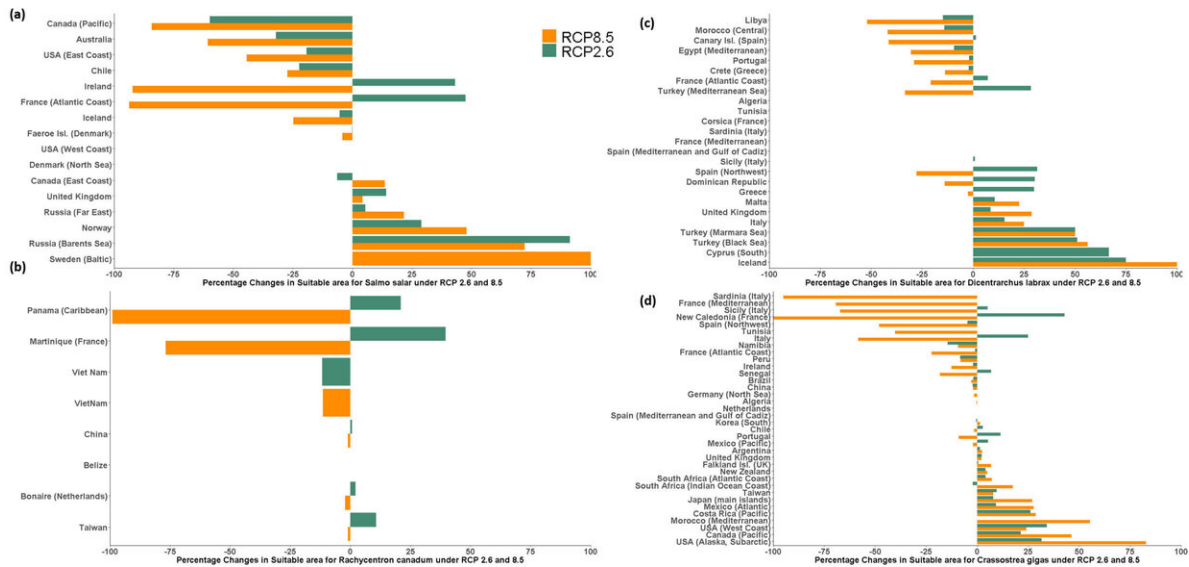 (a)
Canada (Pacific)
Australia
USA (East Coast)
Chile
Ireland
France (Atlantic Coast)
Iceland
Faeroe Isl. (Denmark)
USA (West Coast)
Denmark (North Sea)
Canada (East Coast)
United Kingdom
Russia (Far East)
Norway
Russia (Barents Sea)
Sweden (Baltic)
-100 -75 -50 -25 0 25 50 75 100
Percentage Changes in Suitable area for Salmo salar under RCP 2.6 and 8.5
RCP8.5
RCP2.6
(b)
Panama (Caribbean)
Martinique (France)
Viet Nam
VietNam
China
Belize
Bonaire (Netherlands)
Taiwan
-100 -75 -50 -25 0 25 50 75 100
Percentage Changes in Suitable area for Rachycentron canadum under RCP 2.6 and 8.5
(c)
Libya
Morocco (Central)
Canary Isl. (Spain)
Egypt (Mediterranean)
Portugal
Crete (Greece)
France (Atlantic Coast)
Turkey (Mediterranean Sea)
Algeria
Tunisia
Corsica (France)
Sardinia (Italy)
France (Mediterranean)
Spain (Mediterranean and Gulf of Cadiz)
Sicily (Italy)
Spain (Northwest)
Dominican Republic
Greece
Malta
United Kingdom
Italy
Turkey (Marmara Sea)
Turkey (Black Sea)
Cyprus (South)
Iceland
-100 -75 -50 -25 0 25 50 75 100
Percentage Changes in Suitable area for Dicentrarchus labrax under RCP 2.6 and 8.5
(d)
Sardinia (Italy)
France (Mediterranean)
Sicily (Italy)
New Caledonia (France)
Spain (Northwest)
Tunisia
Italy
Namibia
France (Atlantic Coast)
Peru
Ireland
Senegal
Brazil
China
Germany (North Sea)
Algeria
Netherlands
Spain (Mediterranean and Gulf of Cadiz)
Korea (South)
Chile
Portugal
Mexico (Pacific)
Argentina
United Kingdom
Falkland Isl. (UK)
New Zealand
South Africa (Atlantic Coast)
South Africa (Indian Ocean Coast)
Taiwan
Japan (main islands)
Mexico (Atlantic)
Costa Rica (Pacific)
Morocco (Mediterranean
USA (West Coast)
Canada (Pacific)
USA (Alaska, Subarctic)
-100 -75 -50 -25 0 25 50 75 100
Percentage Changes in Suitable area for Crassostrea gigas under RCP 2.6 and 8.5